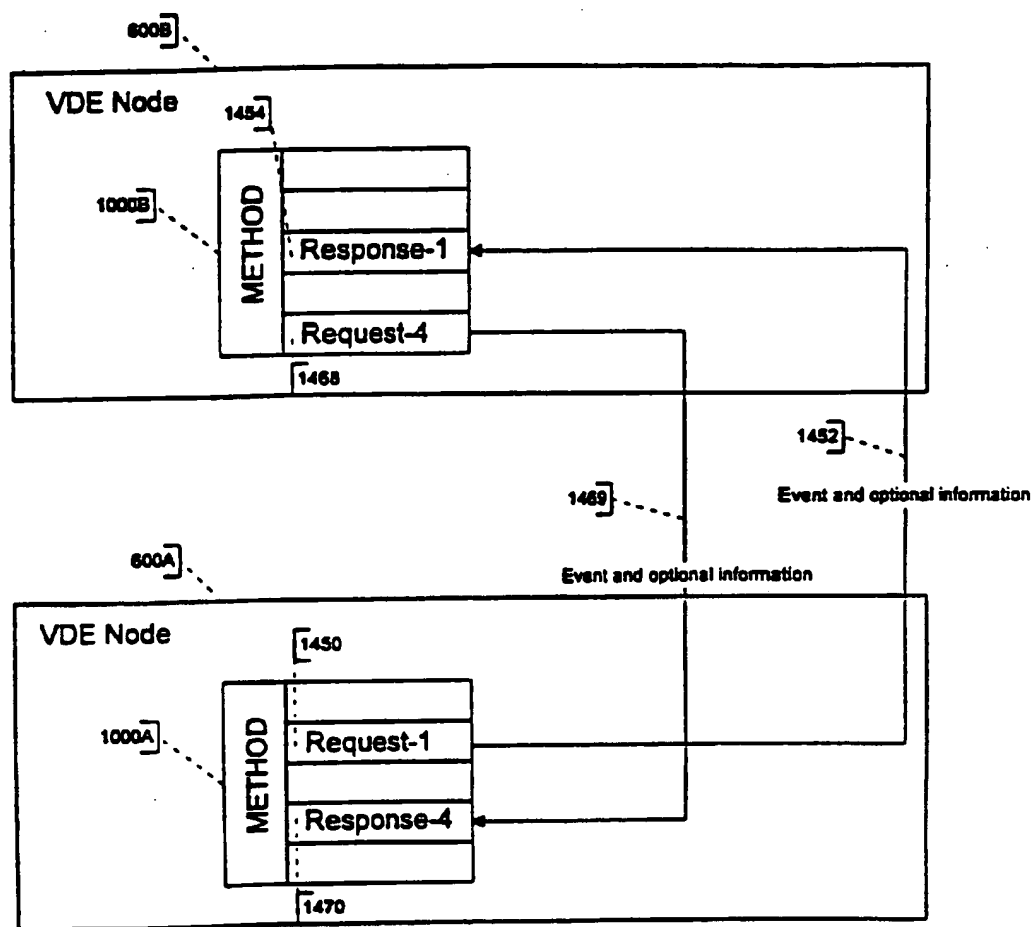 600B
VDE Node
1454
METHOD
1000B
Response-1
Request-4
1468
1452
Event and optional information
1469
600A
Event and optional information
VDE Node
1450
METHOD
1000A
Request-1
Response-4
1470